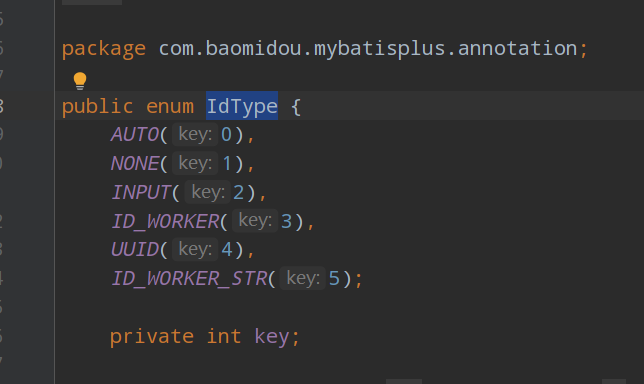 package com.baomidou.mybatisplus.annotation;
public enum IdType {
AUTO( key: 0),
NONE( key: 1),
INPUT( key: 2),
ID_WORKER( key: 3),
UUID( key: 4),
ID_WORKER_STR( key: 5);
private int key;